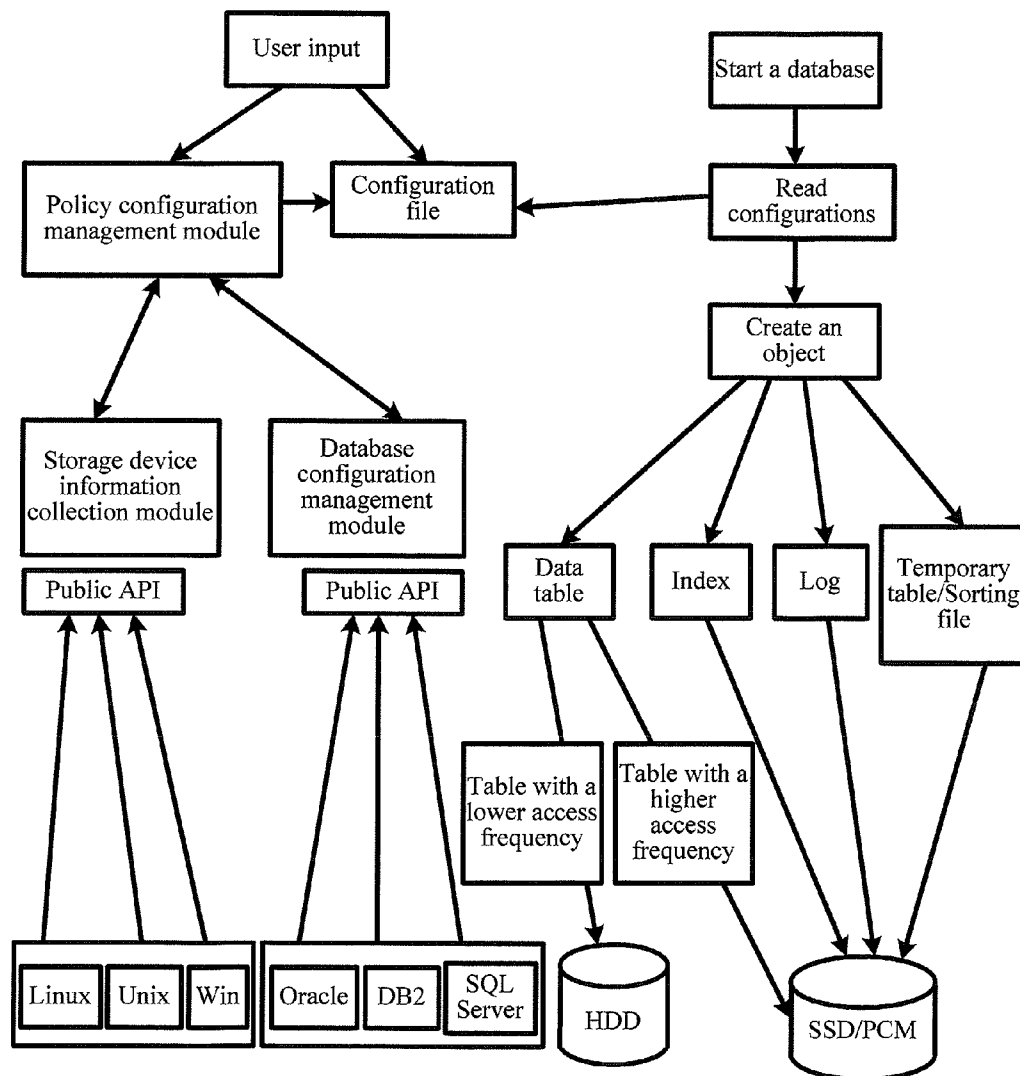 User input
Start a database
Policy configuration
management module
Configuration
file
Read
configurations
Create an
object
Storage device
information
collection module
Database
configuration
management
module
Public API
Public API
Data
table
Index
Log
Temporary
table/Sorting
file
Table with a
lower access
frequency
Table with a
higher
access
frequency
Linux
Unix
Win
Oracle
DB2
SQL
Server
HDD
SSD/PCM